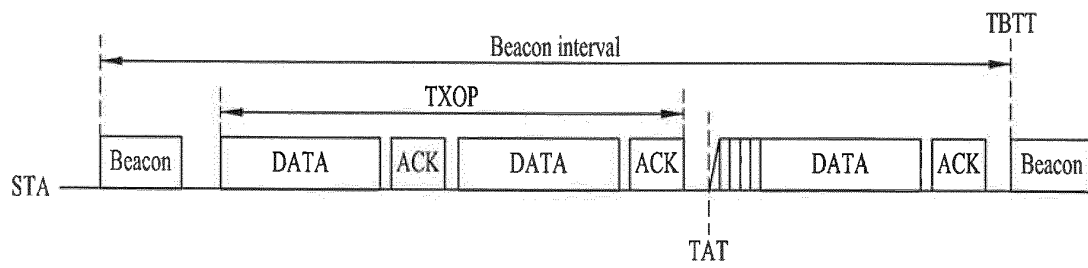 TBTT
Beacon interval
TXOP
Beacon DATA ACK DATA ACK DATA ACK Beacon
STA
TAT